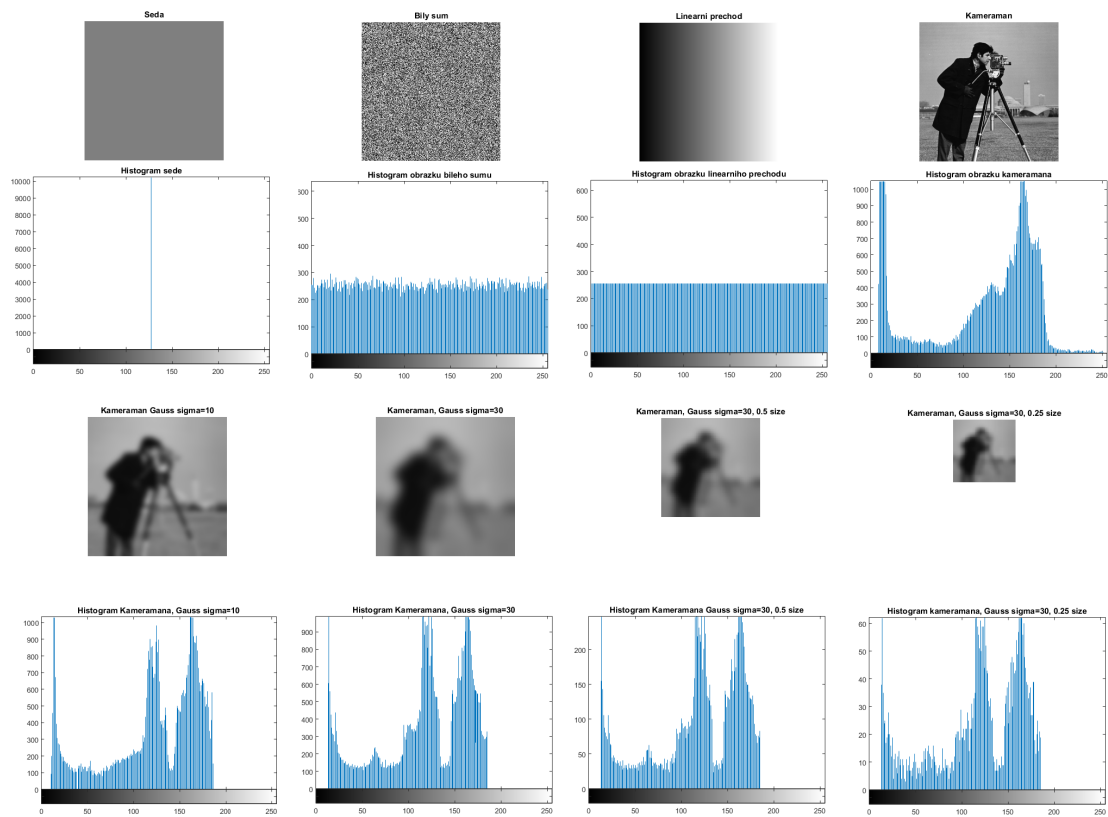 Seda
Bily sum
Linearni prechod
Kameraman
Histogram sede
Histogram obrazku bileho sumu
Histogram obrazku linearniho prechodu
Histogram obrazku kameramana
10000
9000
8000
7000
6000
5000
4000
3000
2000
1000
0
0 50 100 150 200 250
600
500
400
300
200
100
0
0 50 100 150 200 250
600
500
400
300
200
100
0
0 50 100 150 200 250
1000
900
800
700
600
500
400
300
200
100
0
0 50 100 150 200 250
Kameraman Gauss sigma=10
Kameraman, Gauss sigma=30
Kameraman, Gauss sigma=30, 0.5 size
Kameraman, Gauss sigma=30, 0.25 size
Histogram Kameramana, Gauss sigma=10
Histogram Kameramana, Gauss sigma=30
Histogram Kameramana Gauss sigma=30, 0.5 size
Histogram kameramana, Gauss sigma=30, 0.25 size
1000
900
800
700
600
500
400
300
200
100
0
0 50 100 150 200 250
900
800
700
600
500
400
300
200
100
0
0 50 100 150 200 250
200
150
100
50
0
0 50 100 150 200 250
60
50
40
30
20
10
0
0 50 100 150 200 250